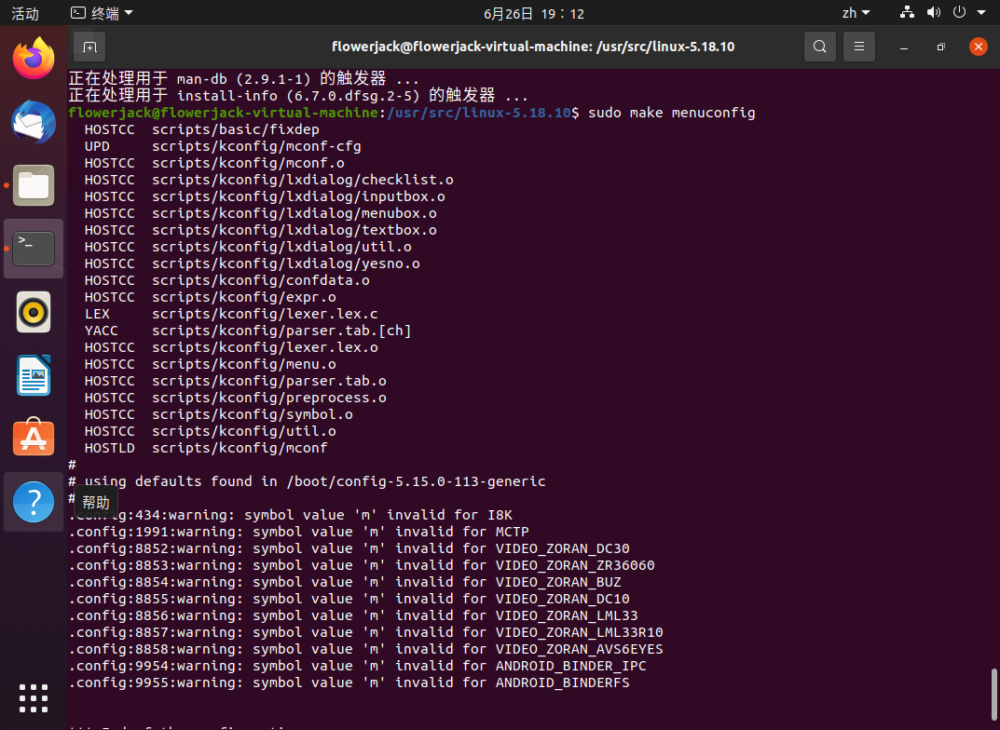 活动 终端 6月26日 19：12 zh
flowerjack@flowerjack-virtual-machine: /usr/src/linux-5.18.10
正在处理用于 man-db (2.9.1-1) 的触发器 ...
正在处理用于 install-info (6.7.0.dfsg.2-5) 的触发器 ...
flowerjack@flowerjack-virtual-machine:/usr/src/linux-5.18.10$ sudo make menuconfig
HOSTCC scripts/basic/fixdep
UPD scripts/kconfig/mconf-cfg
HOSTCC scripts/kconfig/mconf.o
HOSTCC scripts/kconfig/lxdialog/checklist.o
HOSTCC scripts/kconfig/lxdialog/inputbox.o
HOSTCC scripts/kconfig/lxdialog/menubox.o
HOSTCC scripts/kconfig/lxdialog/textbox.o
HOSTCC scripts/kconfig/lxdialog/util.o
HOSTCC scripts/kconfig/lxdialog/yesno.o
HOSTCC scripts/kconfig/confdata.o
HOSTCC scripts/kconfig/expr.o
LEX scripts/kconfig/lexer.lex.c
YACC scripts/kconfig/parser.tab.[ch]
HOSTCC scripts/kconfig/lexer.lex.o
HOSTCC scripts/kconfig/menu.o
HOSTCC scripts/kconfig/parser.tab.o
HOSTCC scripts/kconfig/preprocess.o
HOSTCC scripts/kconfig/symbol.o
HOSTCC scripts/kconfig/util.o
HOSTLD scripts/kconfig/mconf
#
# using defaults found in /boot/config-5.15.0-113-generic
#
帮助
.config:434:warning: symbol value 'm' invalid for I8K
.config:1991:warning: symbol value 'm' invalid for MCTP
.config:8852:warning: symbol value 'm' invalid for VIDEO_ZORAN_DC30
.config:8853:warning: symbol value 'm' invalid for VIDEO_ZORAN_ZR36060
.config:8854:warning: symbol value 'm' invalid for VIDEO_ZORAN_BUZ
.config:8855:warning: symbol value 'm' invalid for VIDEO_ZORAN_DC10
.config:8856:warning: symbol value 'm' invalid for VIDEO_ZORAN_LML33
.config:8857:warning: symbol value 'm' invalid for VIDEO_ZORAN_LML33R10
.config:8858:warning: symbol value 'm' invalid for VIDEO_ZORAN_AVS6EYES
.config:9954:warning: symbol value 'm' invalid for ANDROID_BINDER_IPC
.config:9955:warning: symbol value 'm' invalid for ANDROID_BINDERFS